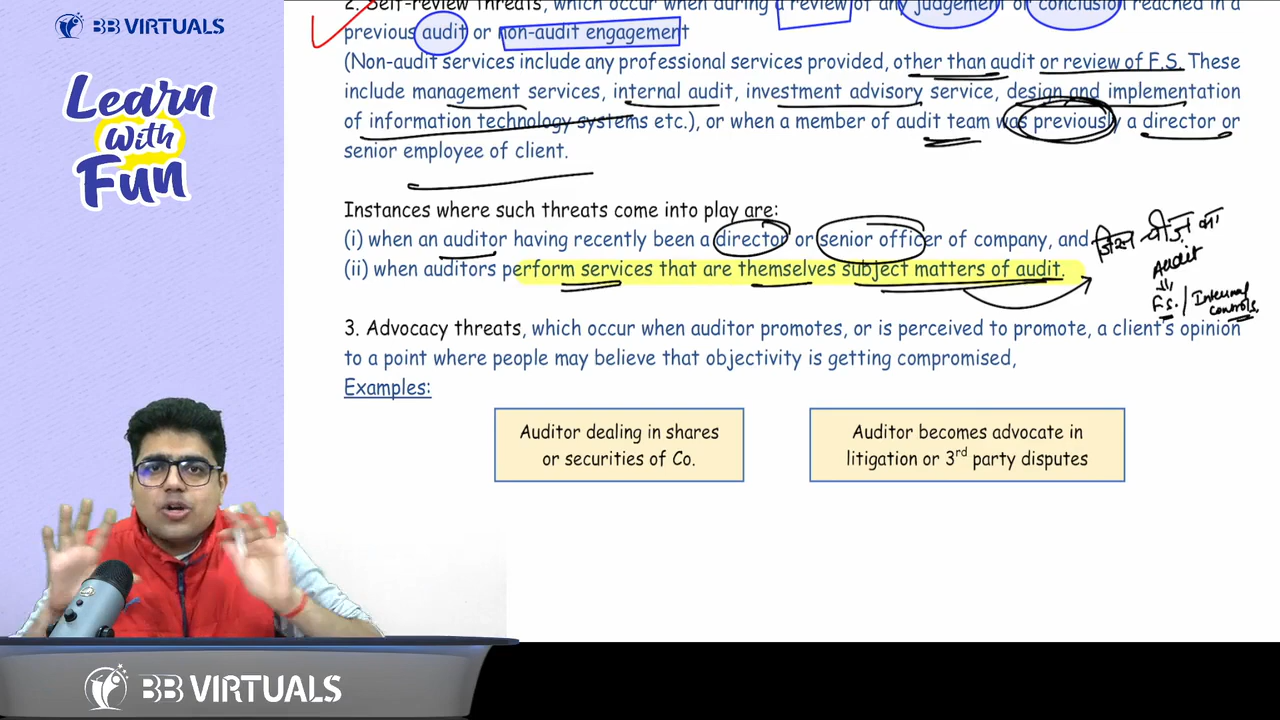 BB VIRTUALS
Learn
With
Fun
2. Self-review threats, which occur when during a review of any judgement or conclusion reached in a
previous audit or non-audit engagement
(Non-audit services include any professional services provided, other than audit or review of F.S. These
include management services, internal audit, investment advisory service, design and implementation
of information technology systems etc.), or when a member of audit team was previously a director or
senior employee of client.
Instances where such threats come into play are:
(i) when an auditor having recently been a director or senior officer of company, and
(ii) when auditors perform services that are themselves subject matters of audit.
जिस चीज का
Audit
F.S. / Internal
controls.
3. Advocacy threats, which occur when auditor promotes, or is perceived to promote, a client's opinion
to a point where people may believe that objectivity is getting compromised,
Examples:
Auditor dealing in shares
or securities of Co.
Auditor becomes advocate in
litigation or 3rd party disputes
BB VIRTUALS